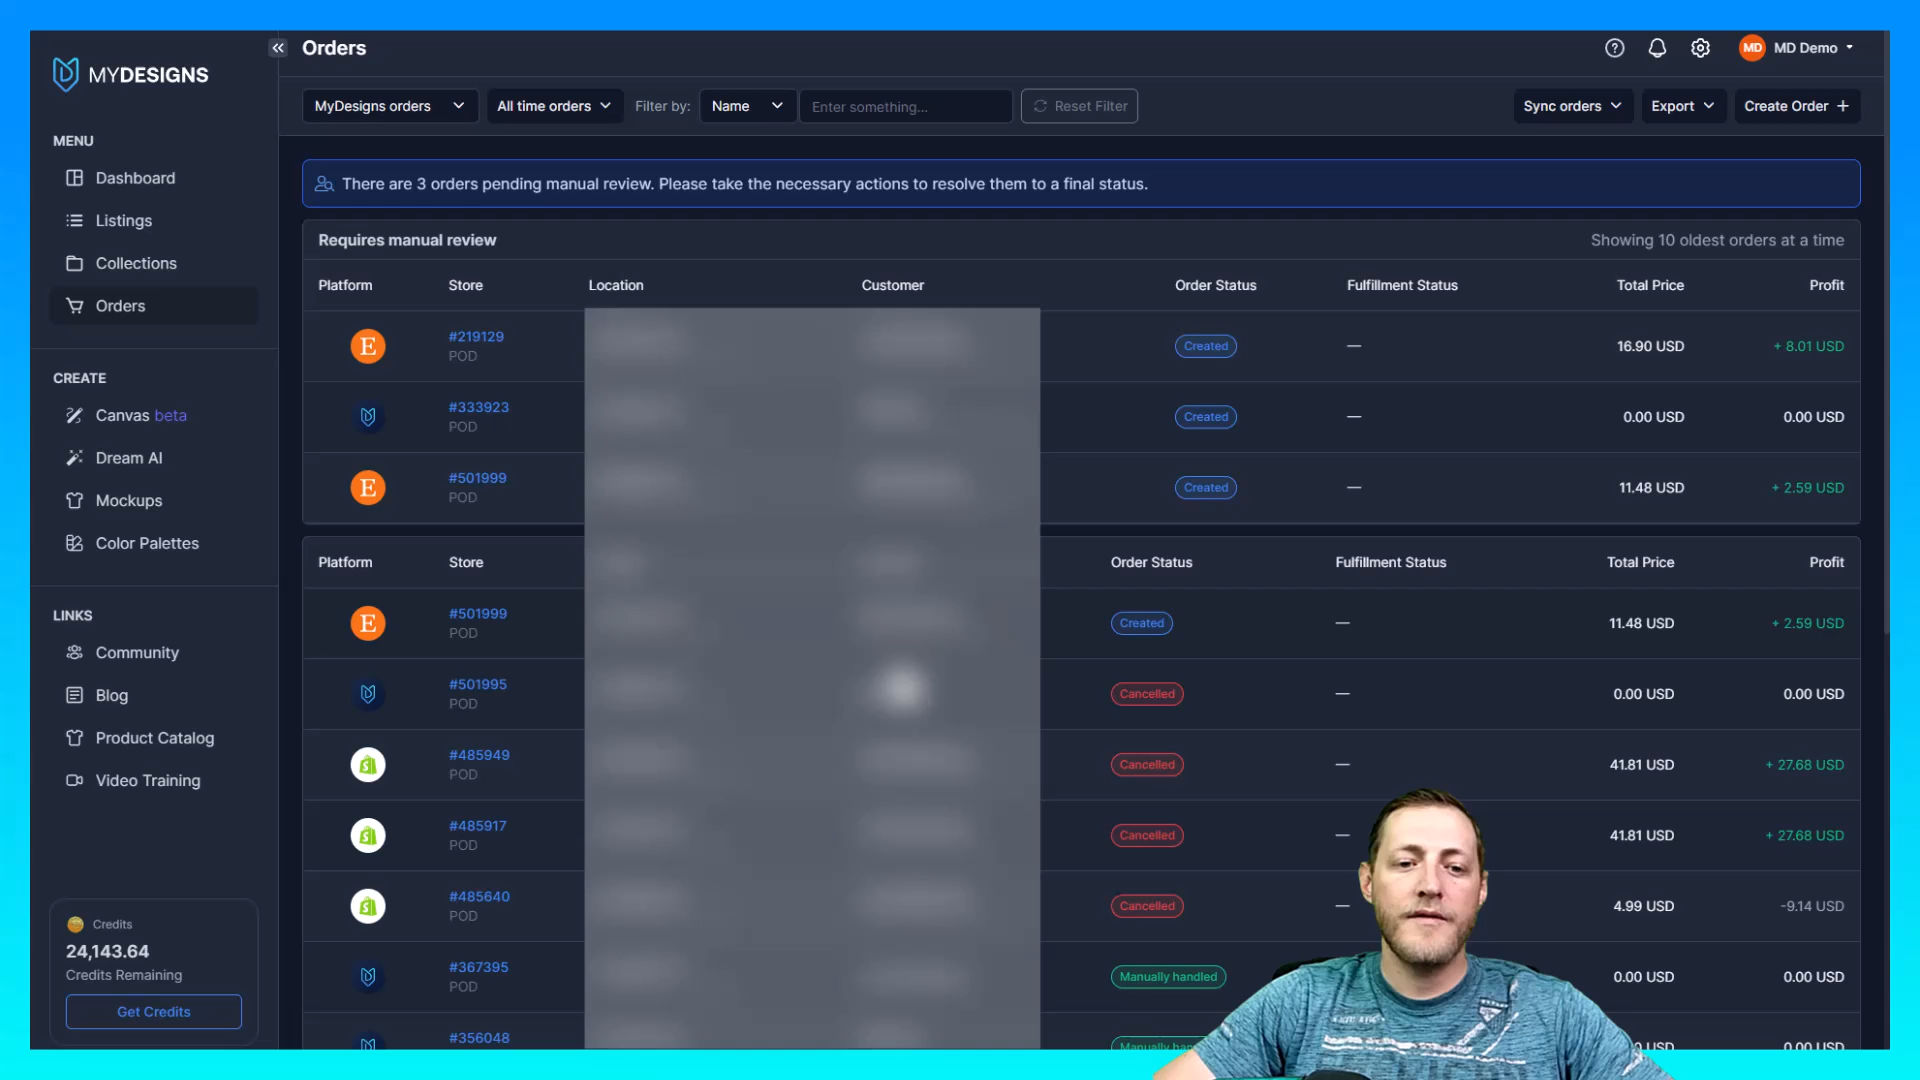 MYDESIGNS
Orders
MD
MD Demo
MyDesigns orders
All time orders
Filter by:
Name
Enter something...
Reset Filter
Sync orders
Export
Create Order +
MENU
Dashboard
Listings
Collections
Orders
CREATE
Canvas beta
Dream AI
Mockups
Color Palettes
LINKS
Community
Blog
Product Catalog
Video Training
Credits
24,143.64
Credits Remaining
Get Credits
There are 3 orders pending manual review. Please take the necessary actions to resolve them to a final status.
Requires manual review
Showing 10 oldest orders at a time
Platform Store Location Customer Order Status Fulfillment Status Total Price Profit
E #219129 Created — 16.90 USD + 8.01 USD
POD
#333923 Created — 0.00 USD 0.00 USD
POD
E #501999 Created — 11.48 USD + 2.59 USD
POD
Platform Store Order Status Fulfillment Status Total Price Profit
E #501999 Created — 11.48 USD + 2.59 USD
POD
#501995 Cancelled — 0.00 USD 0.00 USD
POD
#485949 Cancelled — 41.81 USD + 27.68 USD
POD
#485917 Cancelled — 41.81 USD + 27.68 USD
POD
#485640 Cancelled — 4.99 USD -9.14 USD
POD
#367395 Manually handled 0.00 USD 0.00 USD
POD
#356048 Manually 0.00 USD